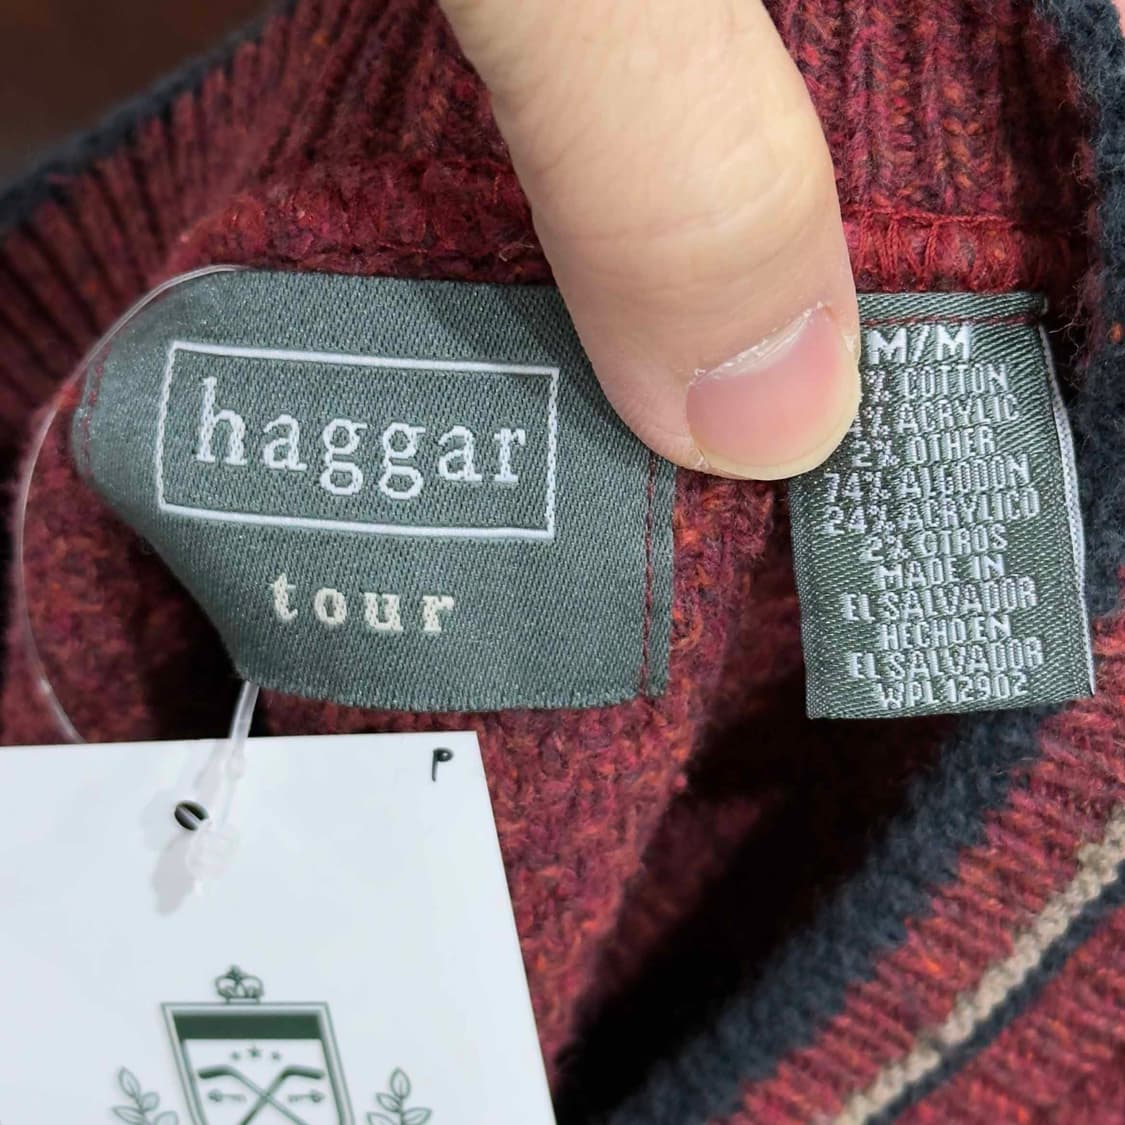 haggar
tour
M/M
% COTTON
% ACRYLIC
2% OTHER
74% ALGODON
24% ACRYLICO
2% OTROS
MADE IN
EL SALVADOR
HECHO EN
EL SALVADOR
WPL 12902
P